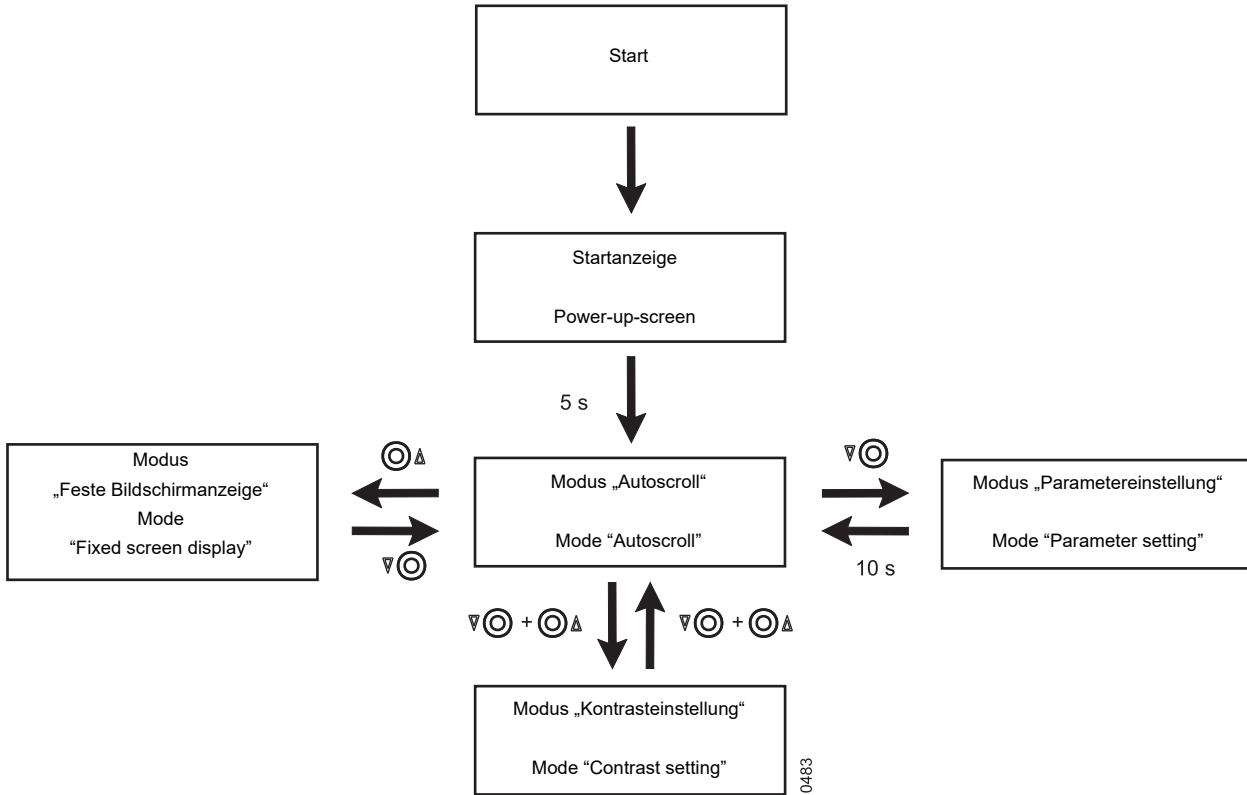 Start
Startanzeige
Power-up-screen
5 s
Modus
„Feste Bildschirmanzeige“
Mode
“Fixed screen display”
Modus „Autoscroll“
Mode “Autoscroll”
Modus „Parametereinstellung“
Mode “Parameter setting”
10 s
+
+
Modus „Kontrasteinstellung“
Mode “Contrast setting”
0483